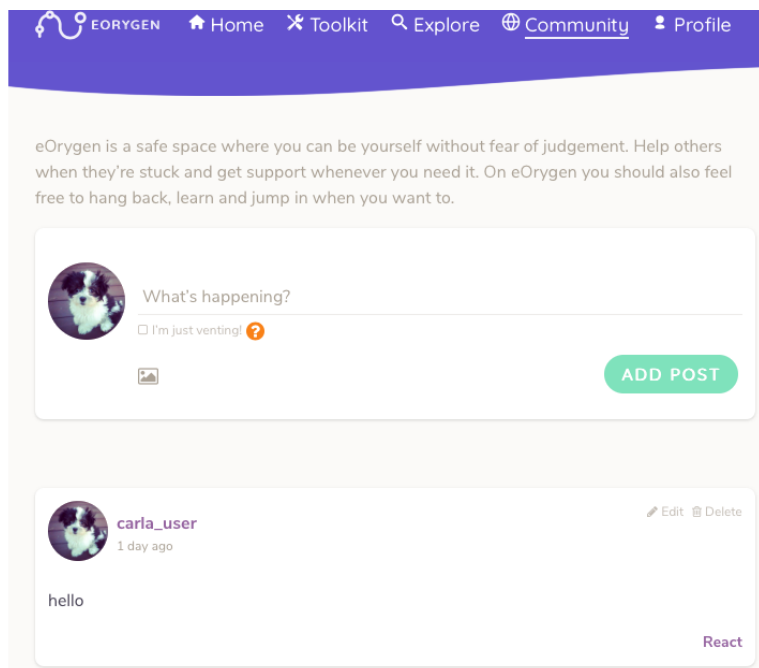 EORYGEN Home Toolkit Explore Community Profile
eOrygen is a safe space where you can be yourself without fear of judgement. Help others
when they're stuck and get support whenever you need it. On eOrygen you should also feel
free to hang back, learn and jump in when you want to.
What's happening?
I'm just venting! ?
ADD POST
carla_user
Edit Delete
1 day ago
hello
React